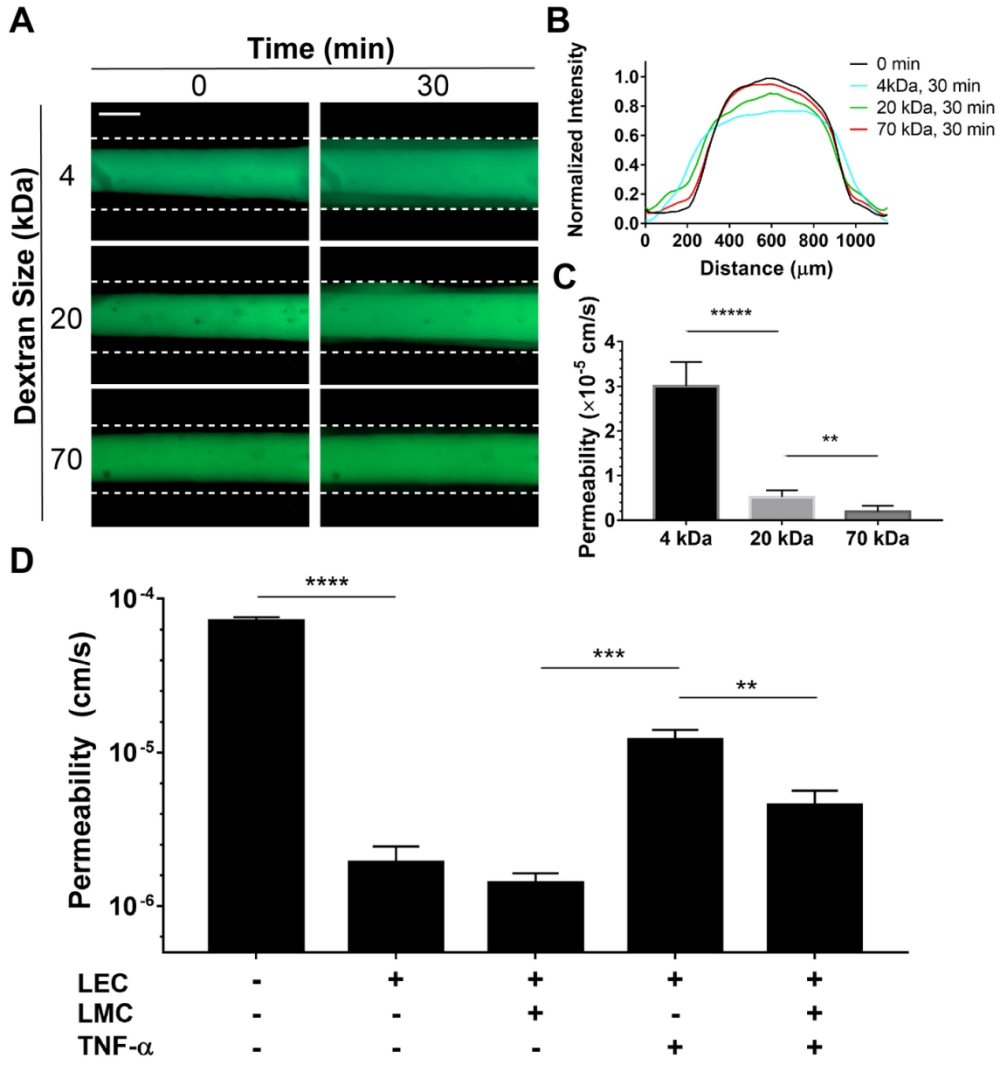 A
Time (min)
0 30
Dextran Size (kDa)
4
20
70
B
Normalized Intensity
1.0
0.8
0.6
0.4
0.2
0.0
0 200 400 600 800 1000
Distance (μm)
0 min
4kDa, 30 min
20 kDa, 30 min
70 kDa, 30 min
C
Permeability (×10⁻⁵ cm/s)
4
3
2
1
0
*****
**
4 kDa 20 kDa 70 kDa
D
Permeability (cm/s)
10⁻⁴
10⁻⁵
10⁻⁶
****
***
**
LEC - + + + +
LMC - - + - +
TNF-α - - - + +